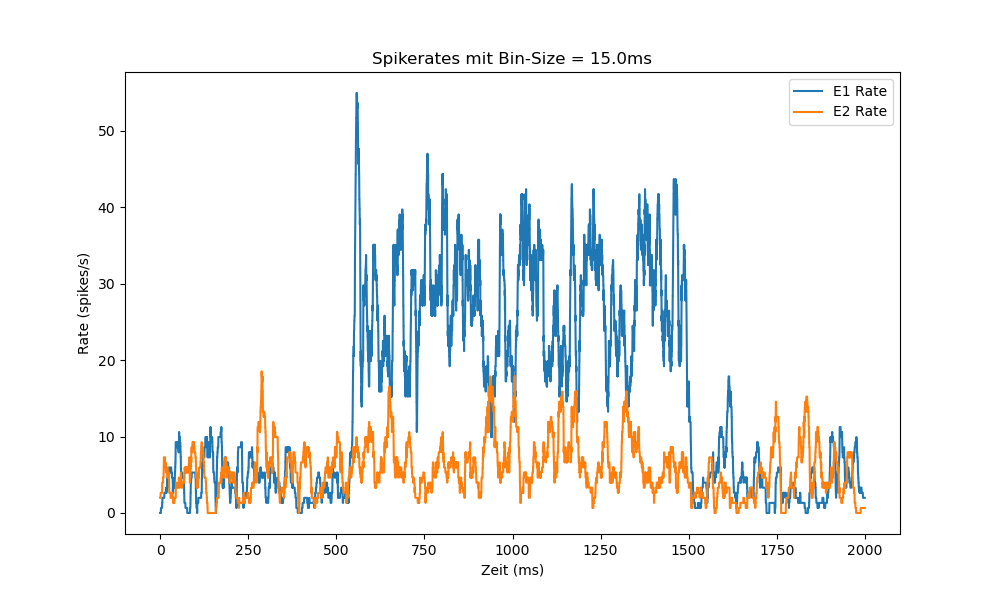 Spikerates mit Bin-Size = 15.0ms
E1 Rate
E2 Rate
Rate (spikes/s)
50
40
30
20
10
0
0 250 500 750 1000 1250 1500 1750 2000
Zeit (ms)